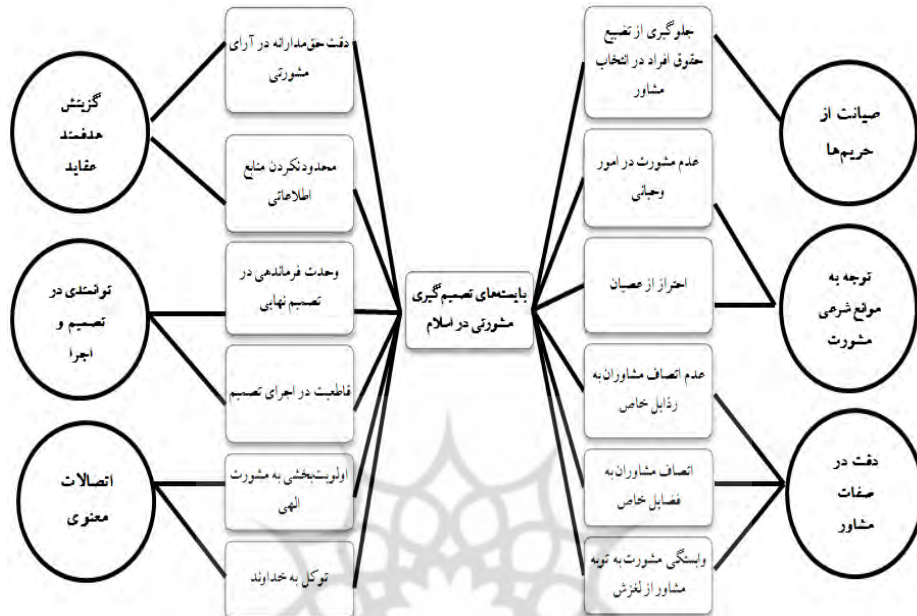 صیانت از
حریم‌ها
توجه به
موقع شرعی
مشورت
دقت در
صفات
مشاور
جلوگیری از تضییع
حقوق افراد در انتخاب
مشاور
عدم مشورت در امور
وحیانی
احتراز از عصیان
عدم اتصاف مشاوران به
رذایل خاص
اتصاف مشاوران به
فضایل خاص
وابستگی مشورت به توبه
مشاور از لغزش
بایسته‌های تصمیم‌گیری
مشورتی در اسلام
دقت حق‌مدارانه در آرای
مشورتی
محدودنکردن منابع
اطلاعاتی
وحدت فرماندهی در
تصمیم نهایی
قاطعیت در اجرای تصمیم
اولویت‌بخشی به مشورت
الهی
توکل به خداوند
گزینش
هدفمند
عقاید
توانمندی در
تصمیم و
اجرا
اتصالات
معنوی